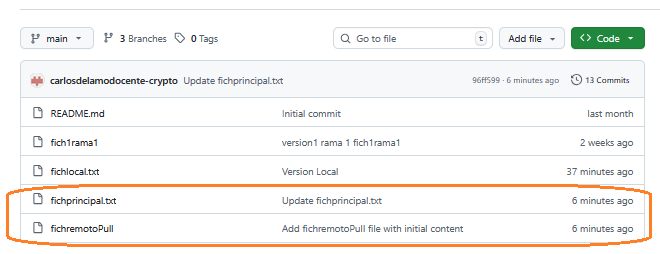 main 3 Branches 0 Tags Go to file t Add file <> Code
carlosdelamodocente-crypto Update fichprincipal.txt 96ff599 · 6 minutes ago 13 Commits
README.md Initial commit last month
fich1rama1 version1 rama 1 fich1rama1 2 weeks ago
fichlocal.txt Version Local 37 minutes ago
fichprincipal.txt Update fichprincipal.txt 6 minutes ago
fichremotoPull Add fichremotoPull file with initial content 6 minutes ago